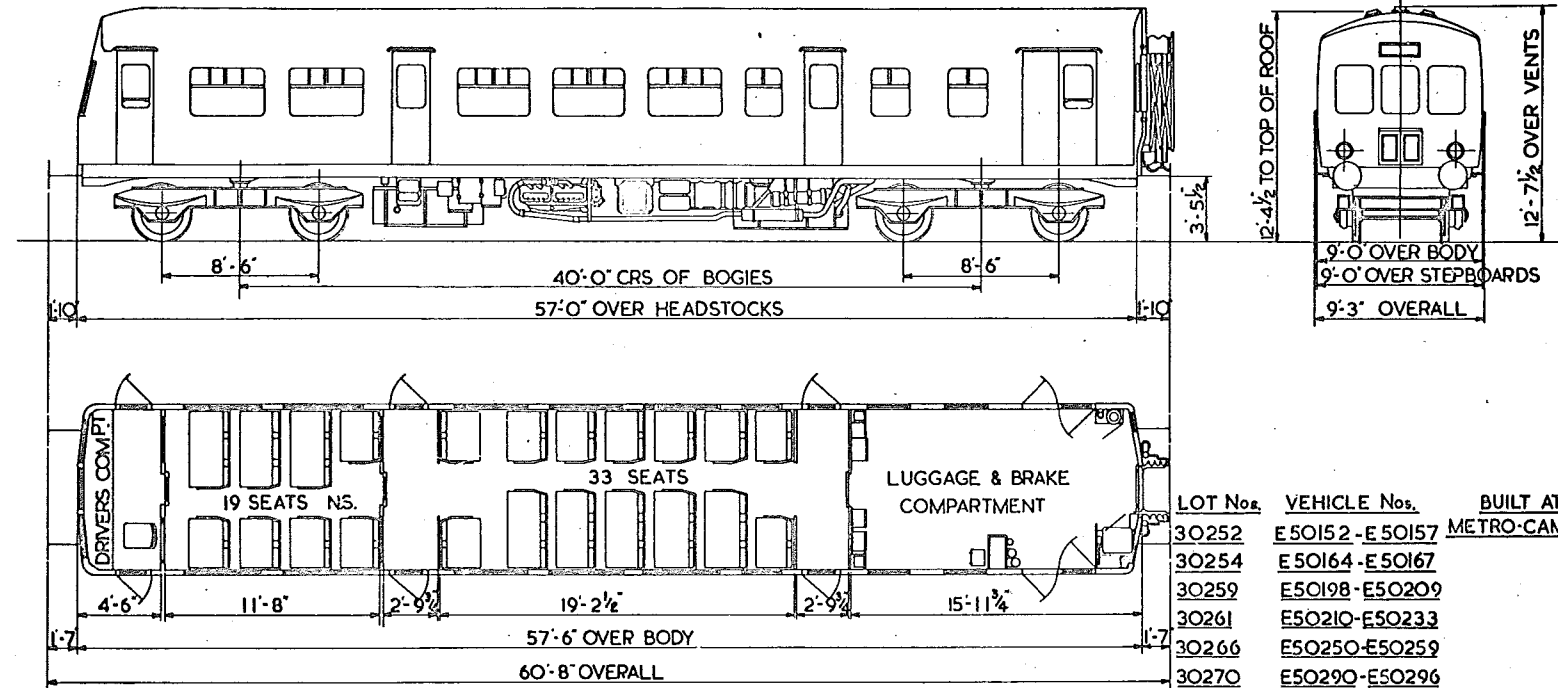 12'-4½" TO TOP OF ROOF
12'-7½" OVER VENTS
3'-5½"
8'-6"
8'-6"
40'-0" CRS OF BOGIES
1'-10"
57'-0" OVER HEADSTOCKS
1'-10"
9'-0" OVER BODY
9'-0" OVER STEPBOARDS
9'-3" OVERALL
DRIVERS COMPT.
19 SEATS N.S.
33 SEATS
LUGGAGE & BRAKE
COMPARTMENT
4'-6"
11'-8"
2'-9¾"
19'-2½"
2'-9¾"
15'-11¾"
1'-7"
57'-6" OVER BODY
1'-7"
60'-8" OVERALL
LOT Nos. VEHICLE Nos. BUILT AT
30252 E50152-E50157 METRO-CAM
30254 E50164-E50167
30259 E50198-E50209
30261 E50210-E50233
30266 E50250-E50259
30270 E50290-E50296